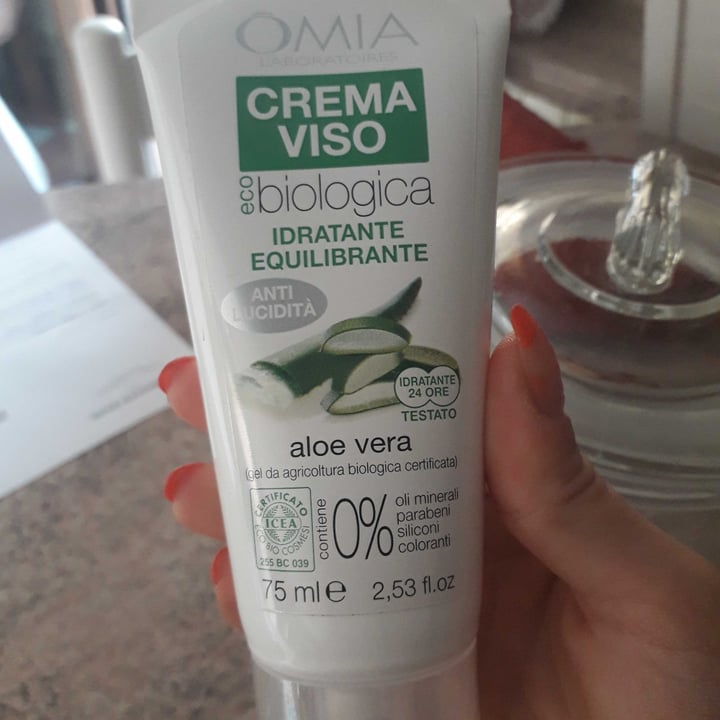 OMIA
LABORATOIRES
CREMA
VISO
eco biologica
IDRATANTE
EQUILIBRANTE
ANTI
LUCIDITÀ
IDRATANTE
24 ORE
TESTATO
aloe vera
(gel da agricoltura biologica certificata)
CERTIFICATO
ICEA
ECO BIO COSMESI
255 BC 039
contiene
0%
oli minerali
parabeni
siliconi
coloranti
75 ml e 2,53 fl.oz